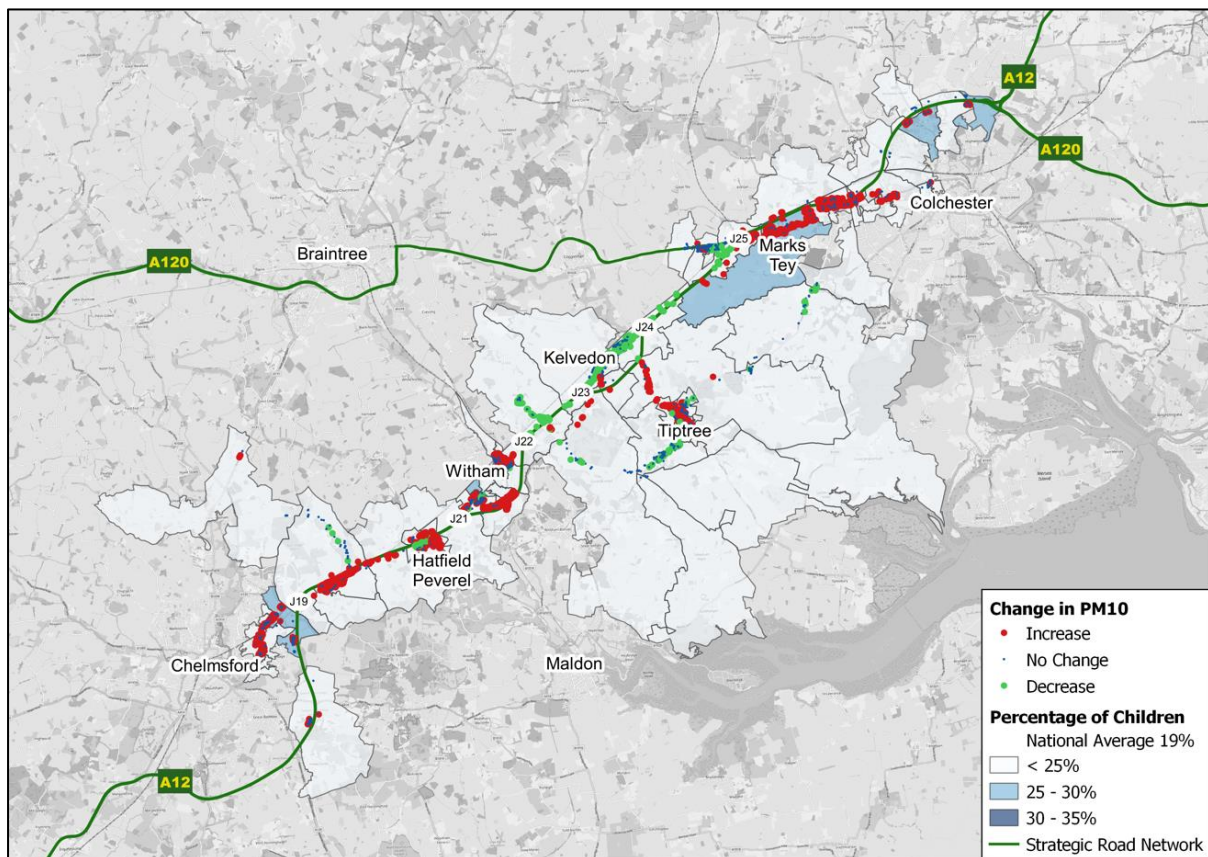 A12
A120
Colchester
J25
Marks
Tey
Braintree
A120
J24
Kelvedon
J23
Tiptree
J22
Witham
J21
Hatfield
Peverel
J19
Chelmsford
Maldon
A12
Change in PM10
Increase
No Change
Decrease
Percentage of Children
National Average 19%
< 25%
25 - 30%
30 - 35%
Strategic Road Network